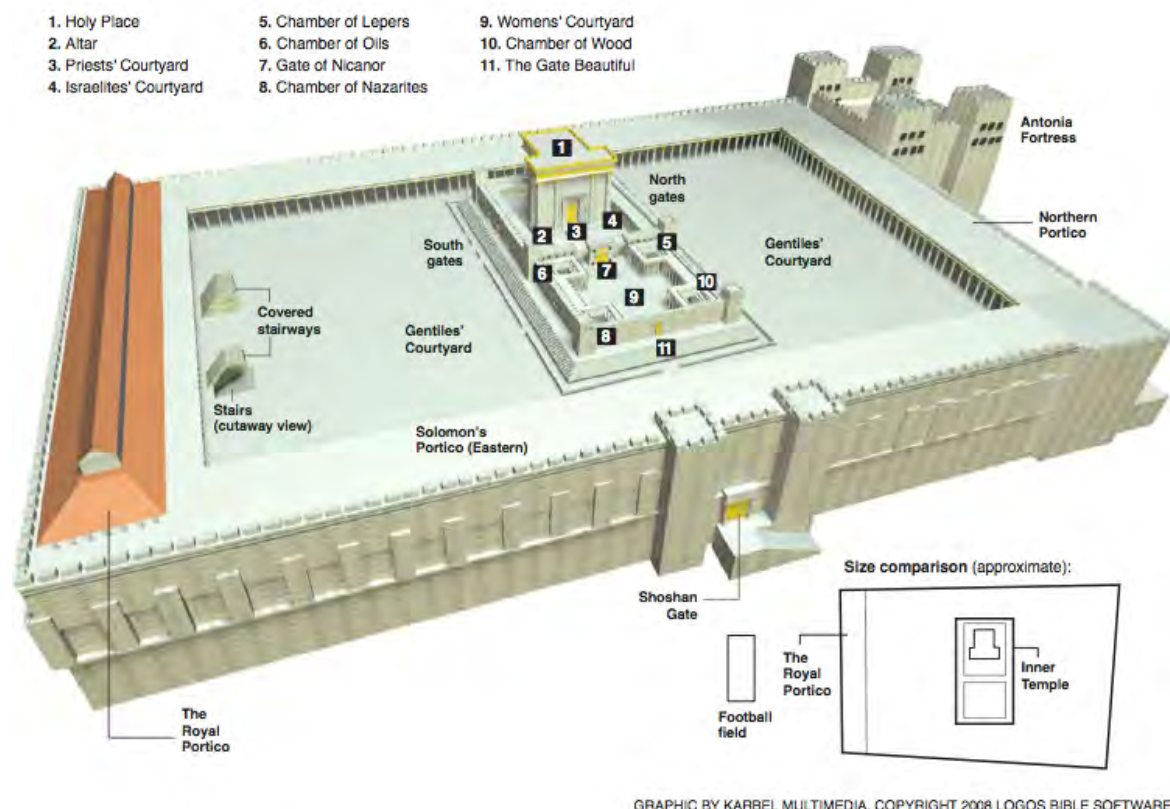 1. Holy Place
2. Altar
3. Priests' Courtyard
4. Israelites' Courtyard
5. Chamber of Lepers
6. Chamber of Oils
7. Gate of Nicanor
8. Chamber of Nazarites
9. Womens' Courtyard
10. Chamber of Wood
11. The Gate Beautiful
Antonia
Fortress
1
North
gates
Northern
Portico
4
3
2
5
South
gates
Gentiles'
Courtyard
7
6
10
9
Covered
stairways
Gentiles'
Courtyard
8
11
Stairs
(cutaway view)
Solomon's
Portico (Eastern)
Size comparison (approximate):
Shoshan
Gate
The
Royal
Portico
Inner
Temple
Football
field
The
Royal
Portico
GRAPHIC BY KARBEL MULTIMEDIA, COPYRIGHT 2008 LOGOS BIBLE SOFTWARE